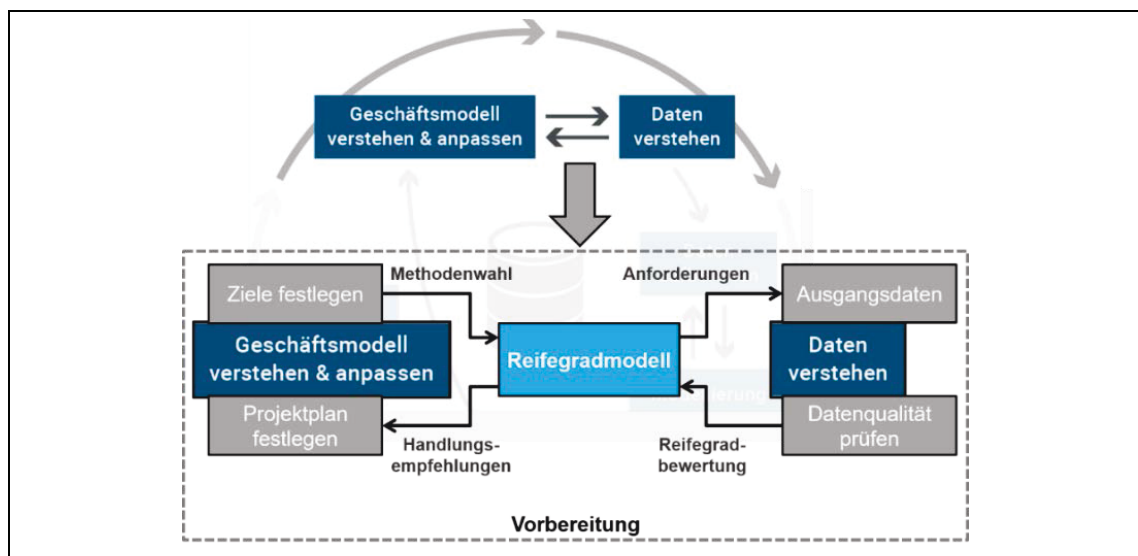 Geschäftsmodell
verstehen & anpassen
Daten
verstehen
Methodenwahl
Anforderungen
Ziele festlegen
Ausgangsdaten
Geschäftsmodell
verstehen & anpassen
Reifegradmodell
Daten
verstehen
Projektplan
festlegen
Datenqualität
prüfen
Handlungs-
empfehlungen
Reifegrad-
bewertung
Vorbereitung